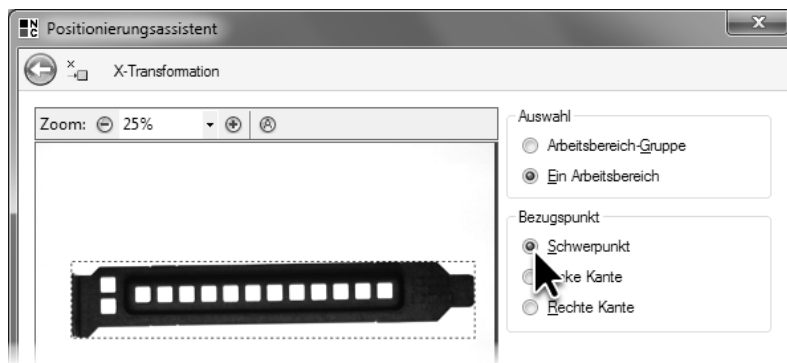 Positionierungsassistent
X-Transformation
Zoom: 25%
Auswahl
Arbeitsbereich-Gruppe
Ein Arbeitsbereich
Bezugspunkt
Schwerpunkt
Kante
Rechte Kante